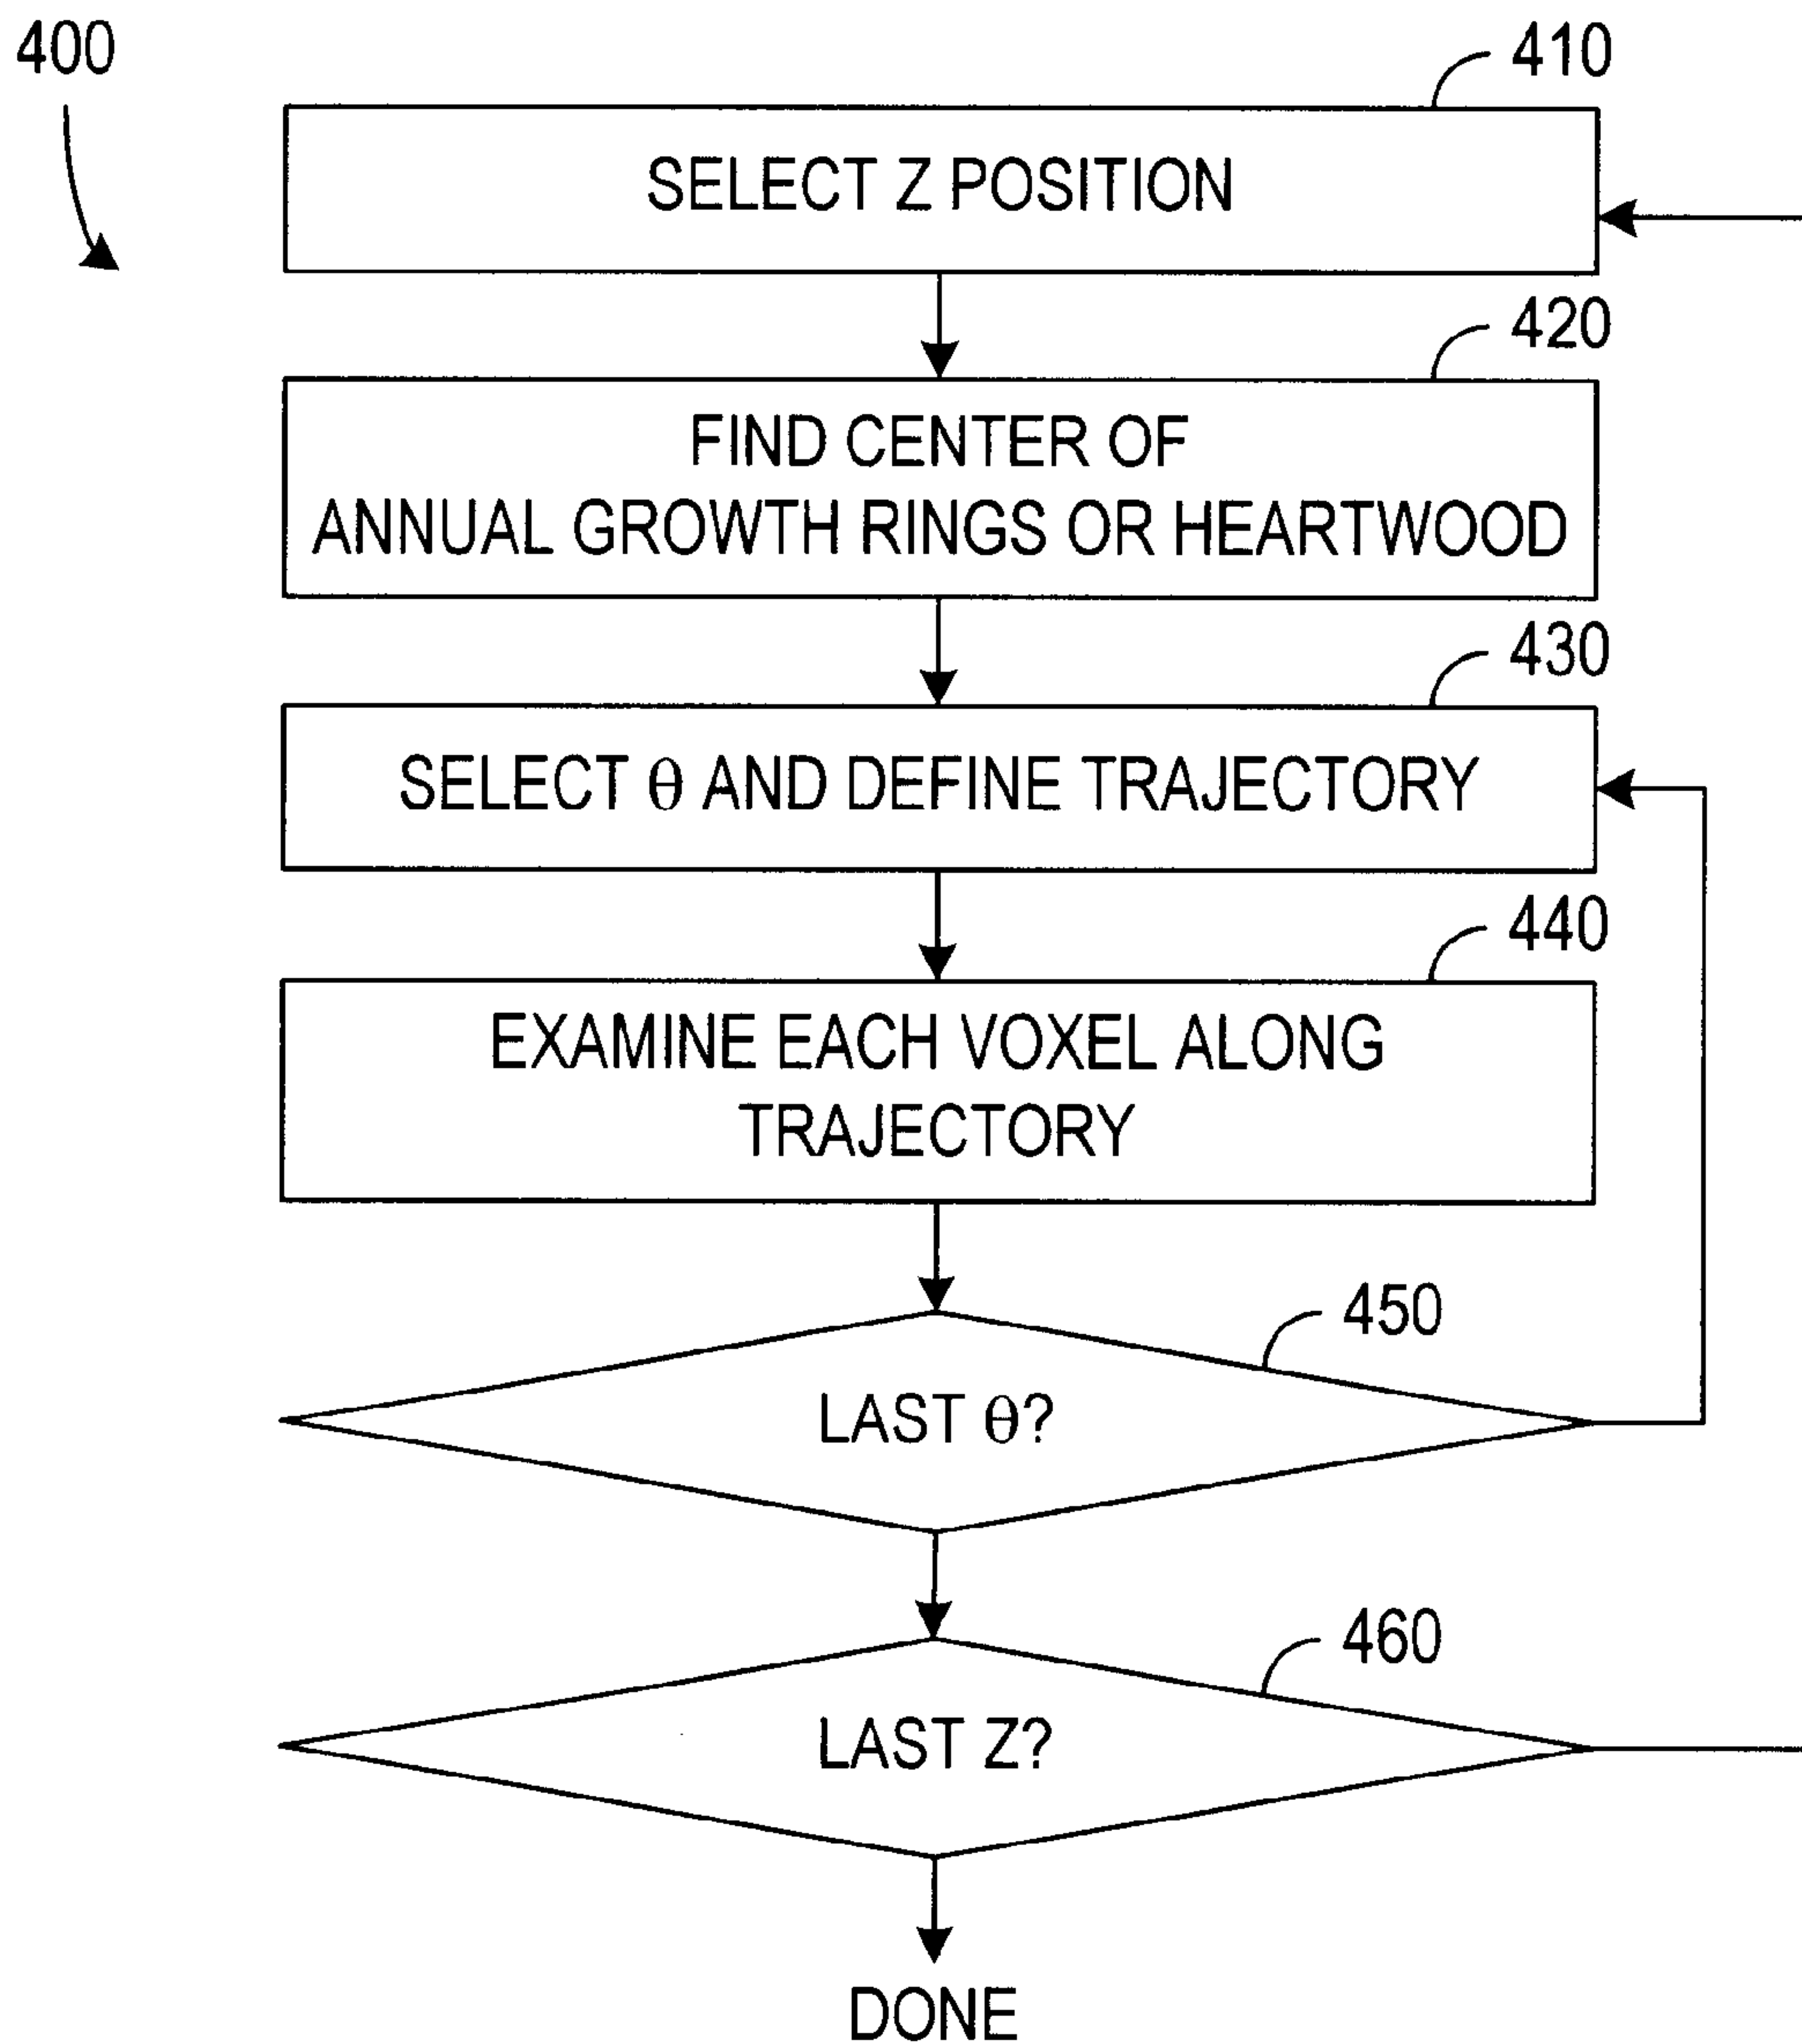 400
410
SELECT Z POSITION
420
FIND CENTER OF
ANNUAL GROWTH RINGS OR HEARTWOOD
430
SELECT θ AND DEFINE TRAJECTORY
440
EXAMINE EACH VOXEL ALONG
TRAJECTORY
450
LAST θ?
460
LAST Z?
DONE